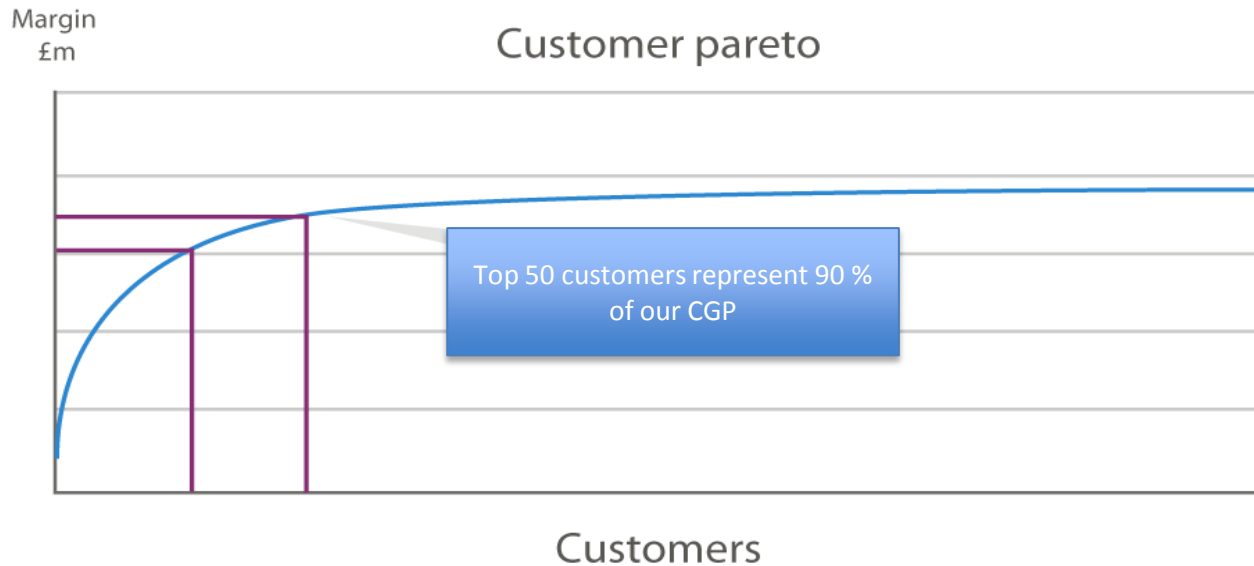 Margin
£m
Customer pareto
Top 50 customers represent 90 %
of our CGP
Customers